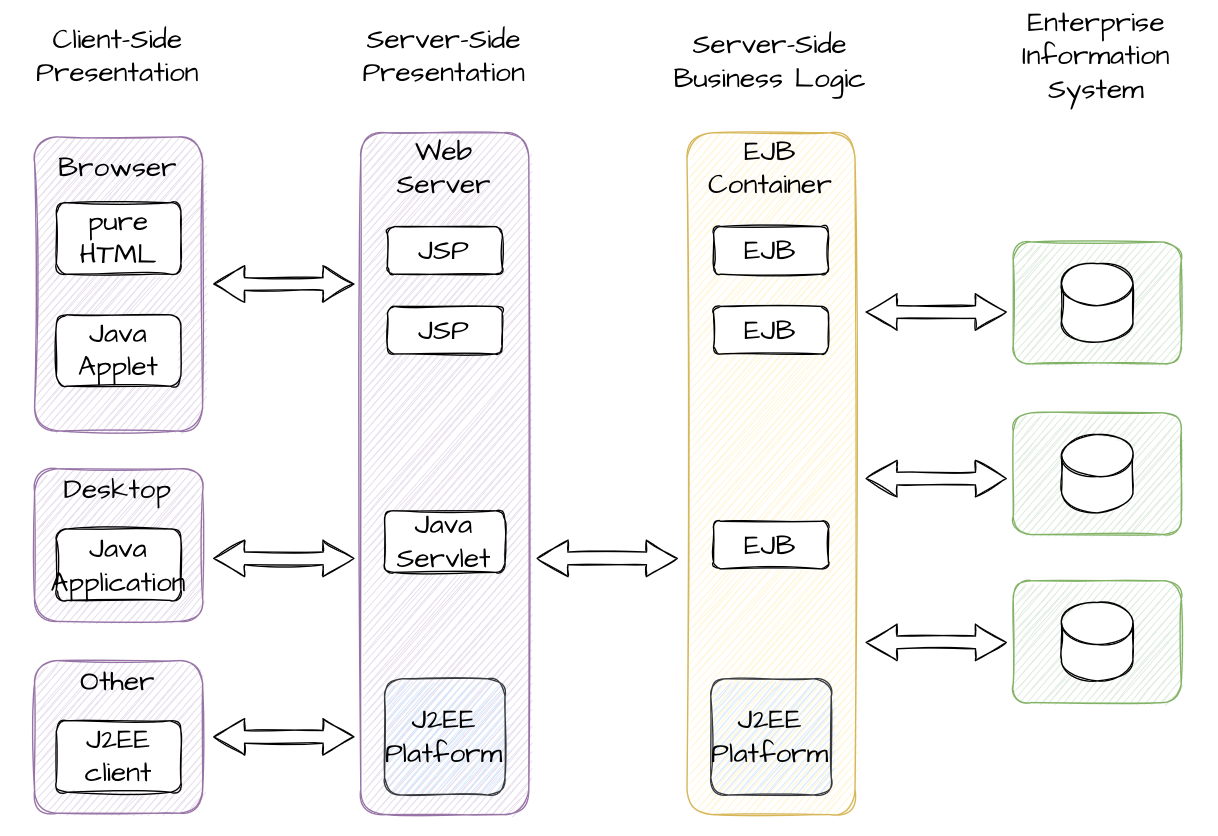 Client-Side
Presentation
Server-Side
Presentation
Server-Side
Business Logic
Enterprise
Information
System
Browser
pure
HTML
Java
Applet
Desktop
Java
Application
Other
J2EE
client
Web
Server
JSP
JSP
Java
Servlet
J2EE
Platform
EJB
Container
EJB
EJB
EJB
J2EE
Platform